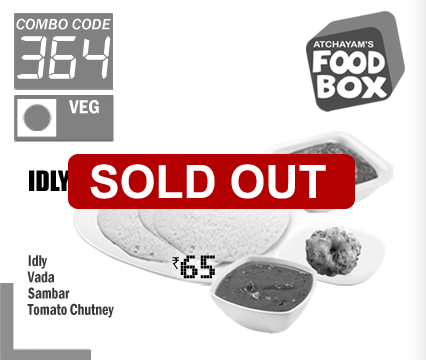 COMBO CODE
364
VEG
ATCHAYAM'S
FOOD
BOX
IDLY
SOLD OUT
₹65
Idly
Vada
Sambar
Tomato Chutney